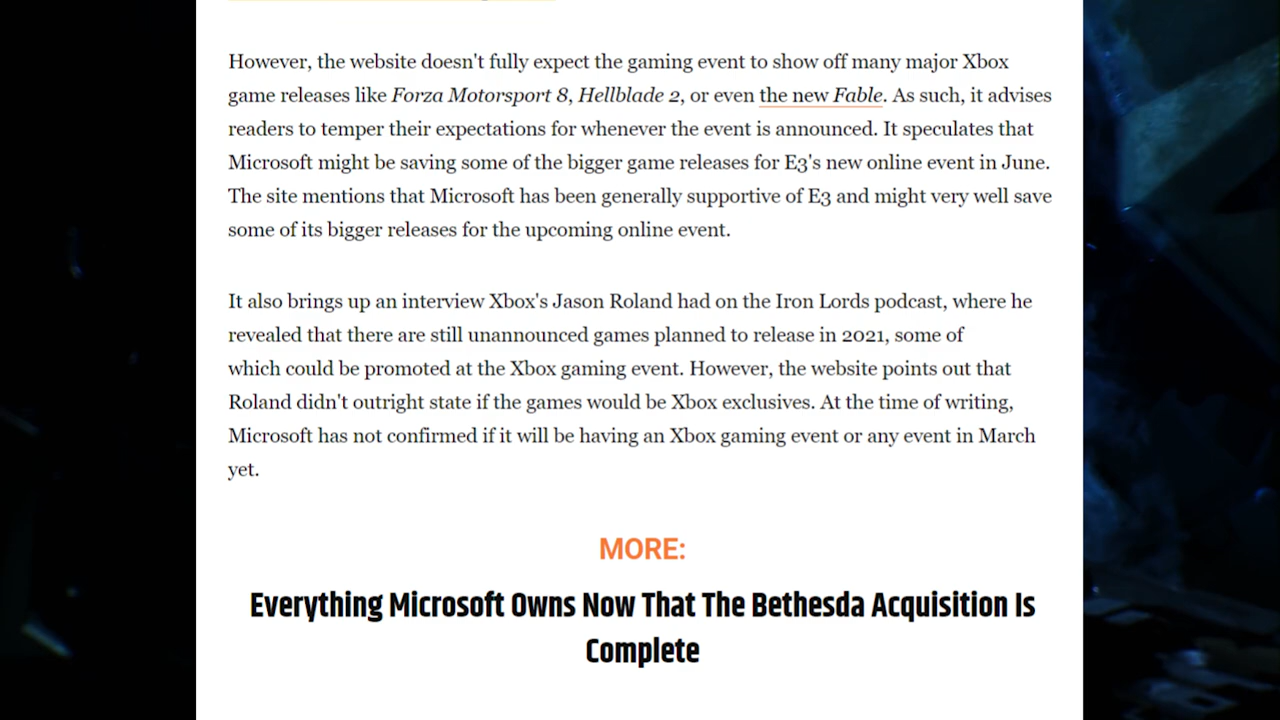 However, the website doesn't fully expect the gaming event to show off many major Xbox
game releases like Forza Motorsport 8, Hellblade 2, or even the new Fable. As such, it advises
readers to temper their expectations for whenever the event is announced. It speculates that
Microsoft might be saving some of the bigger game releases for E3's new online event in June.
The site mentions that Microsoft has been generally supportive of E3 and might very well save
some of its bigger releases for the upcoming online event.
It also brings up an interview Xbox's Jason Roland had on the Iron Lords podcast, where he
revealed that there are still unannounced games planned to release in 2021, some of
which could be promoted at the Xbox gaming event. However, the website points out that
Roland didn't outright state if the games would be Xbox exclusives. At the time of writing,
Microsoft has not confirmed if it will be having an Xbox gaming event or any event in March
yet.
MORE:
Everything Microsoft Owns Now That The Bethesda Acquisition Is
Complete